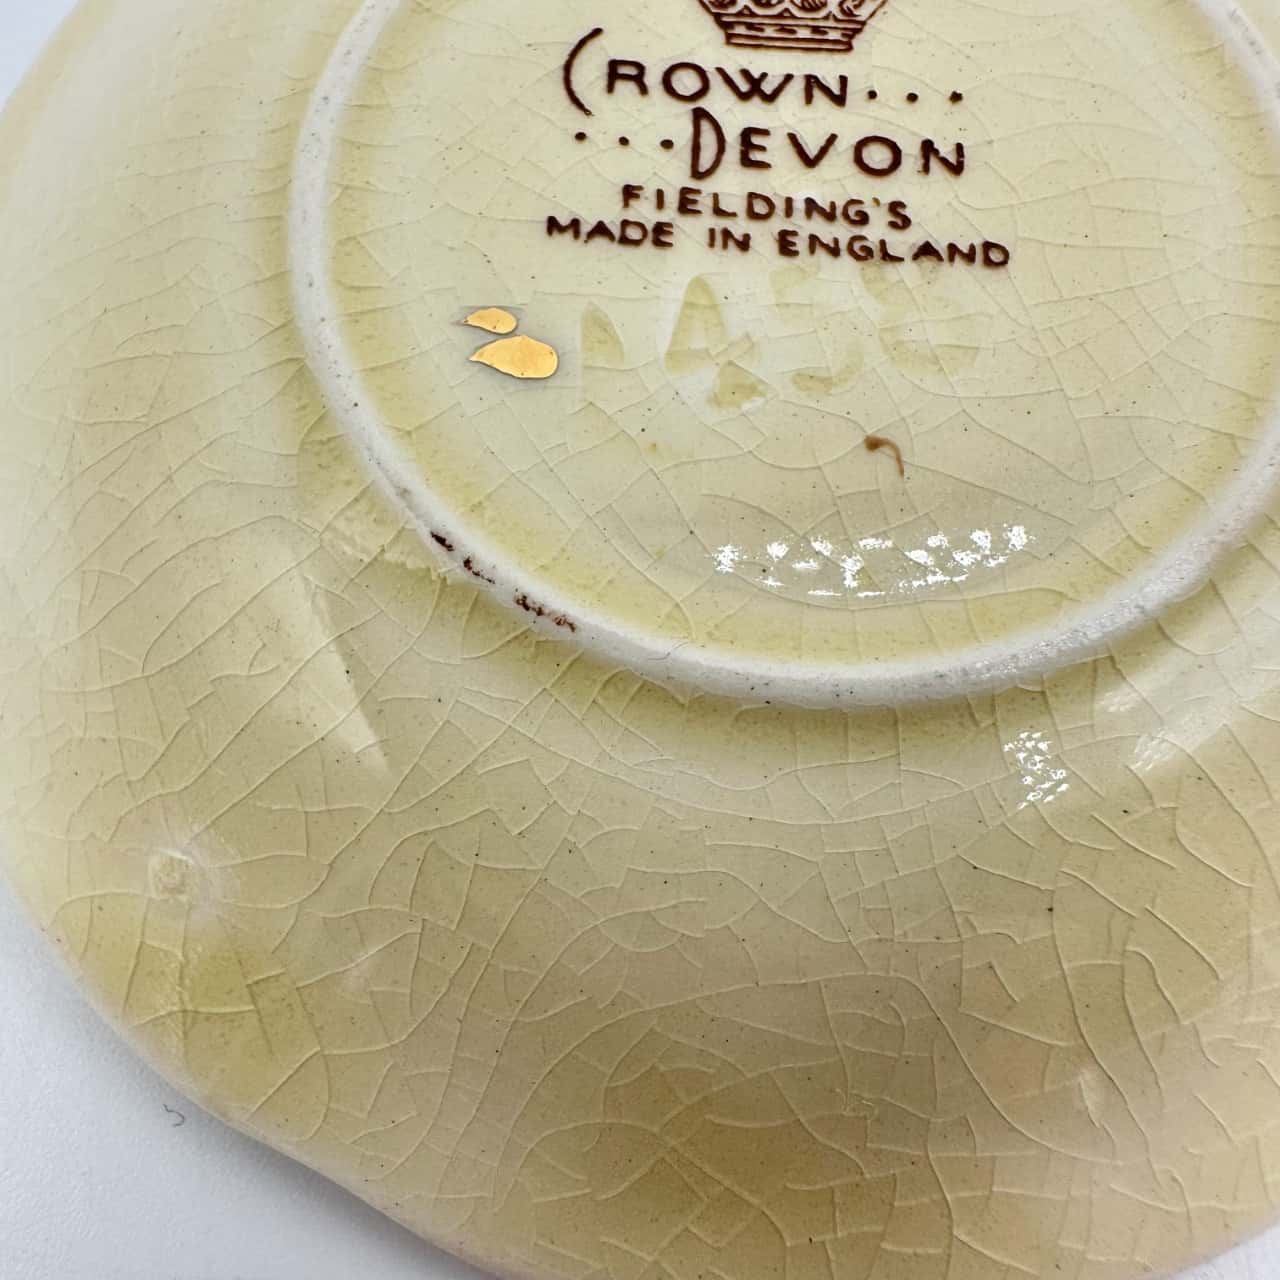 CROWN...
...DEVON
FIELDING'S
MADE IN ENGLAND